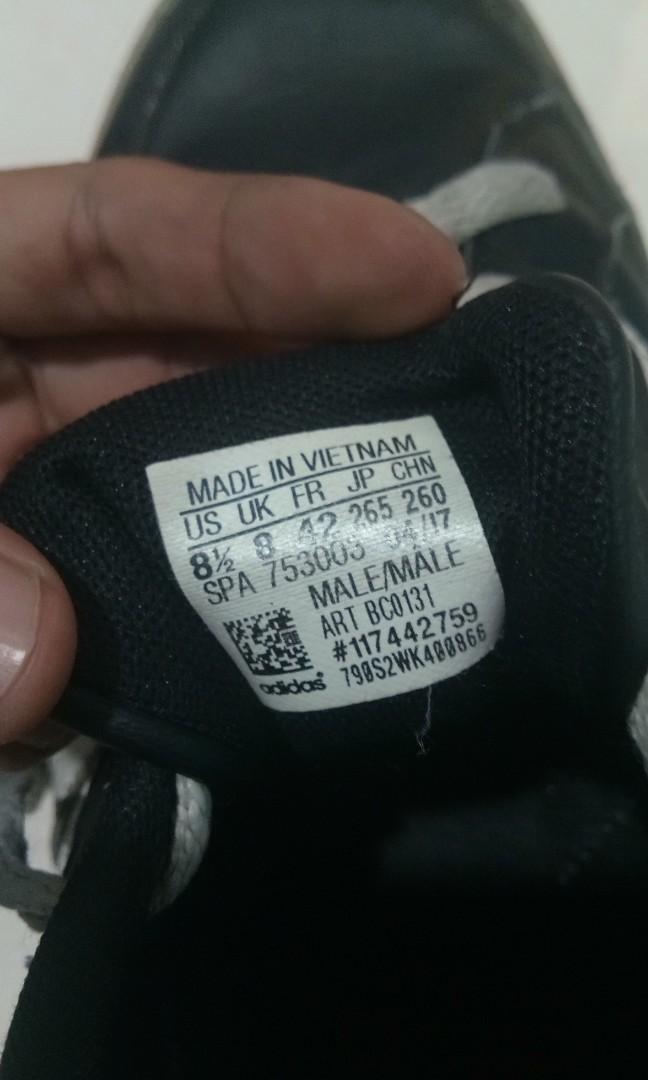 MADE IN VIETNAM
US UK FR JP CHN
8½ 8 42 265 260
SPA 753003 04/17
MALE/MALE
ART BC0131
#117442759
790S2WK400866
adidas